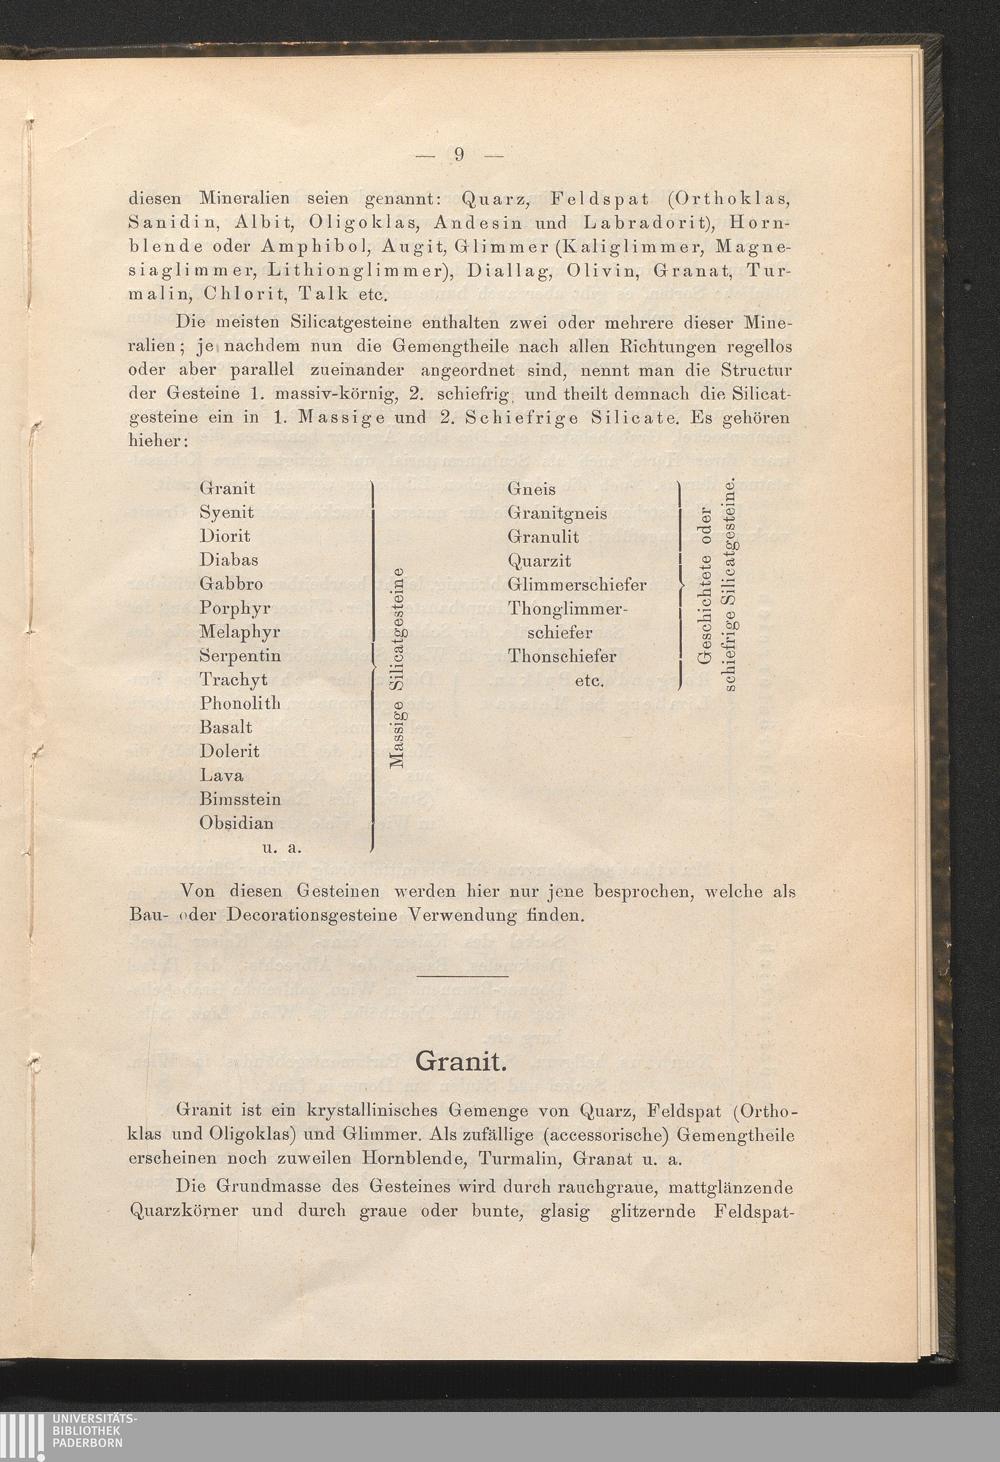 — 9 —
diesen Mineralien seien genannt: Quarz, Feldspat (Orthoklas,
Sanidin, Albit, Oligoklas, Andesin und Labradorit), Horn-
blende oder Amphibol, Augit, Glimmer (Kaliglimmer, Magne-
siaglimmer, Lithionglimmer), Diallag, Olivin, Granat, Tur-
malin, Chlorit, Talk etc.
Die meisten Silicatgesteine enthalten zwei oder mehrere dieser Mine-
ralien; je nachdem nun die Gemengtheile nach allen Richtungen regellos
oder aber parallel zueinander angeordnet sind, nennt man die Structur
der Gesteine 1. massiv-körnig, 2. schiefrig, und theilt demnach die Silicat-
gesteine ein in 1. Massige und 2. Schiefrige Silicate. Es gehören
hieher:
Granit
Syenit
Diorit
Diabas
Gabbro
Porphyr
Melaphyr
Serpentin
Trachyt
Phonolith
Basalt
Dolerit
Lava
Bimsstein
Obsidian
u. a.
Massige Silicatgesteine
Gneis
Granitgneis
Granulit
Quarzit
Glimmerschiefer
Thonglimmer-
schiefer
Thonschiefer
etc.
Geschichtete oder
schiefrige Silicatgesteine.
Von diesen Gesteinen werden hier nur jene besprochen, welche als
Bau- oder Decorationsgesteine Verwendung finden.
Granit.
Granit ist ein krystallinisches Gemenge von Quarz, Feldspat (Ortho-
klas und Oligoklas) und Glimmer. Als zufällige (accessorische) Gemengtheile
erscheinen noch zuweilen Hornblende, Turmalin, Granat u. a.
Die Grundmasse des Gesteines wird durch rauchgraue, mattglänzende
Quarzkörner und durch graue oder bunte, glasig glitzernde Feldspat-
UNIVERSITÄTS-
BIBLIOTHEK
PADERBORN